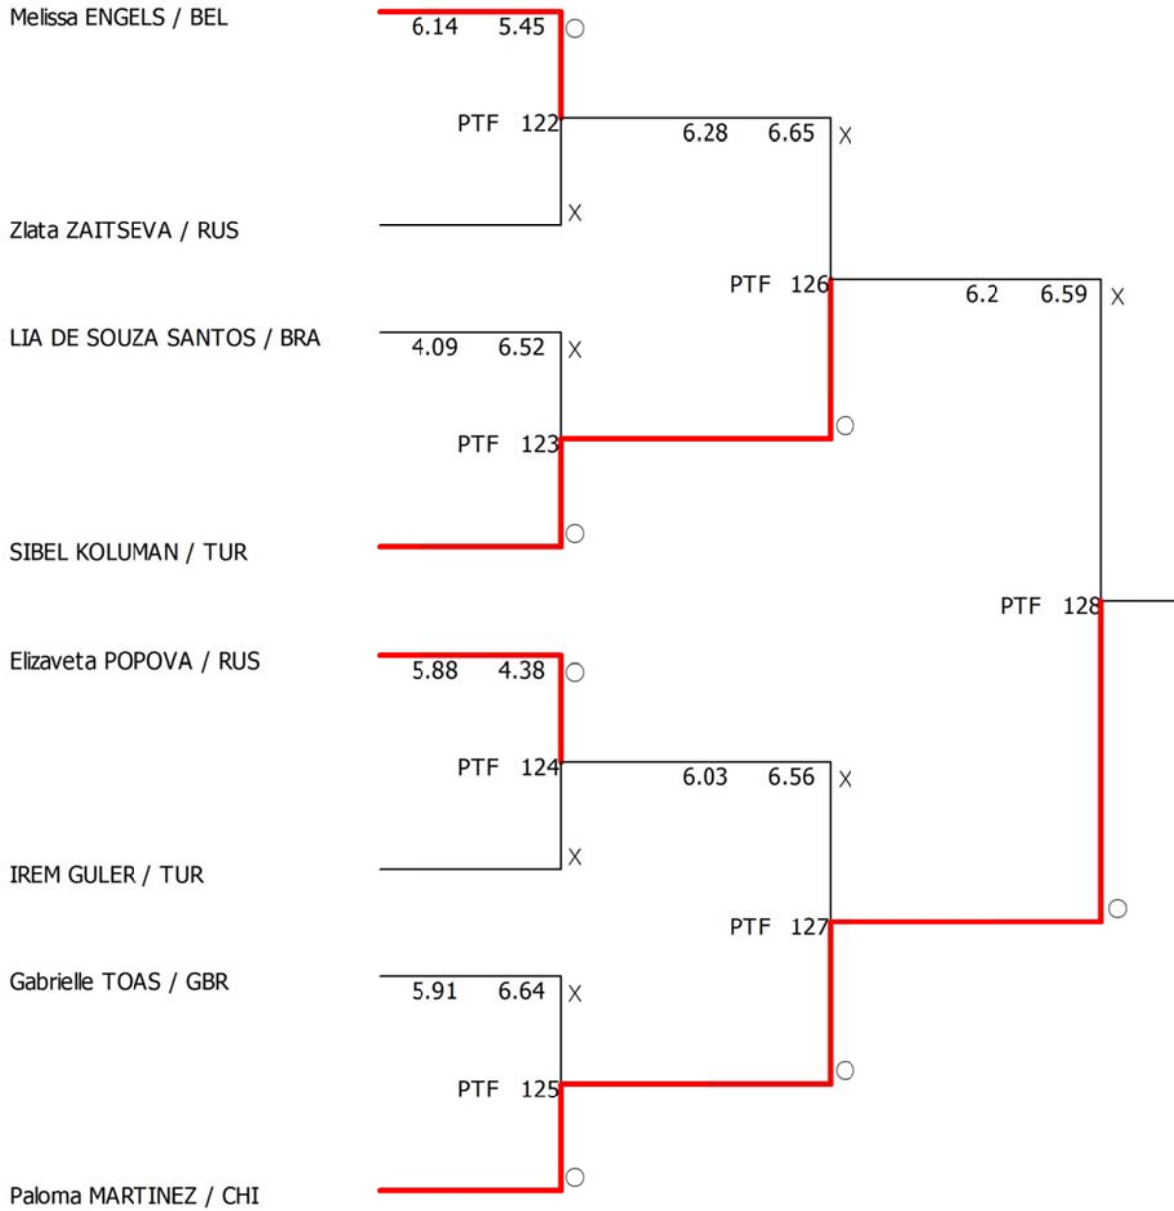 Melissa ENGELS / BEL
6.14 5.45 O
PTF 122
6.28 6.65 X
Zlata ZAITSEVA / RUS
X
PTF 126
6.2 6.59 X
LIA DE SOUZA SANTOS / BRA
4.09 6.52 X
PTF 123
O
SIBEL KOLUMAN / TUR
O
PTF 128
Elizaveta POPOVA / RUS
5.88 4.38 O
PTF 124
6.03 6.56 X
IREM GULER / TUR
X
PTF 127
O
Gabrielle TOAS / GBR
5.91 6.64 X
PTF 125
O
Paloma MARTINEZ / CHI
O